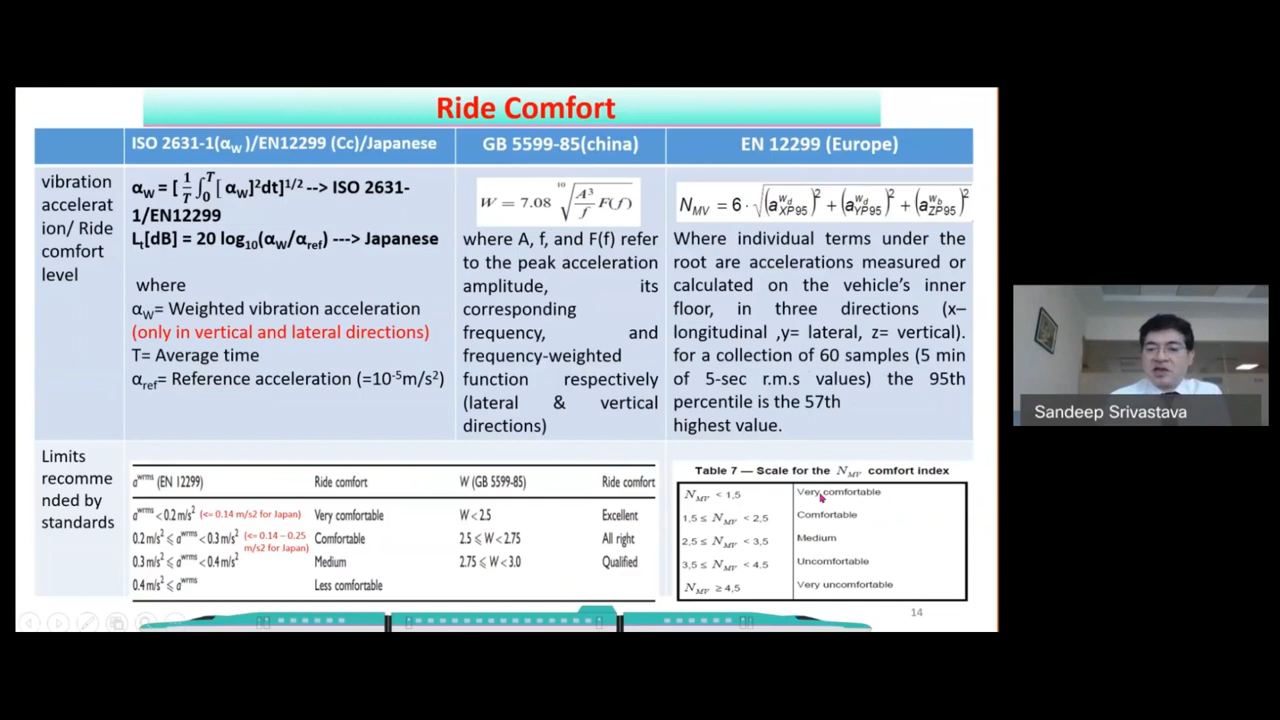 Ride Comfort
ISO 2631-1(αW )/EN12299 (Cc)/Japanese
GB 5599-85(china)
EN 12299 (Europe)
vibration
accelerat
ion/ Ride
comfort
level
αW = [ 1/T ∫0T[ αW]2dt]1/2 --> ISO 2631-
1/EN12299
Lt[dB] = 20 log10(αW/αref) ---> Japanese
where
αW= Weighted vibration acceleration
(only in vertical and lateral directions)
T= Average time
αref= Reference acceleration (=10-5m/s2)
W = 7.08 10√A3/f F(f)
where A, f, and F(f) refer
to the peak acceleration
amplitude, its
corresponding
frequency, and
frequency-weighted
function respectively
(lateral & vertical
directions)
NMV = 6 · √(aXP95Wd)2 + (aYP95Wd)2 + (aZP95Wb)2
Where individual terms under the
root are accelerations measured or
calculated on the vehicle's inner
floor, in three directions (x–
longitudinal ,y= lateral, z= vertical).
for a collection of 60 samples (5 min
of 5-sec r.m.s values) the 95th
percentile is the 57th
highest value.
Limits
recomme
nded by
standards
awrms (EN 12299) Ride comfort W (GB 5599-85) Ride comfort
awrms < 0.2 m/s2 (<= 0.14 m/s2 for Japan) Very comfortable W < 2.5 Excellent
0.2 m/s2 ⩽ awrms < 0.3 m/s2 (<= 0.14 – 0.25 m/s2 for Japan) Comfortable 2.5 ⩽ W < 2.75 All right
0.3 m/s2 ⩽ awrms < 0.4 m/s2 Medium 2.75 ⩽ W < 3.0 Qualified
0.4 m/s2 ⩽ awrms Less comfortable
Table 7 — Scale for the NMV comfort index
NMV < 1,5 Very comfortable
1,5 ≤ NMV < 2,5 Comfortable
2,5 ≤ NMV < 3,5 Medium
3,5 ≤ NMV < 4,5 Uncomfortable
NMV ≥ 4,5 Very uncomfortable
14
Sandeep Srivastava